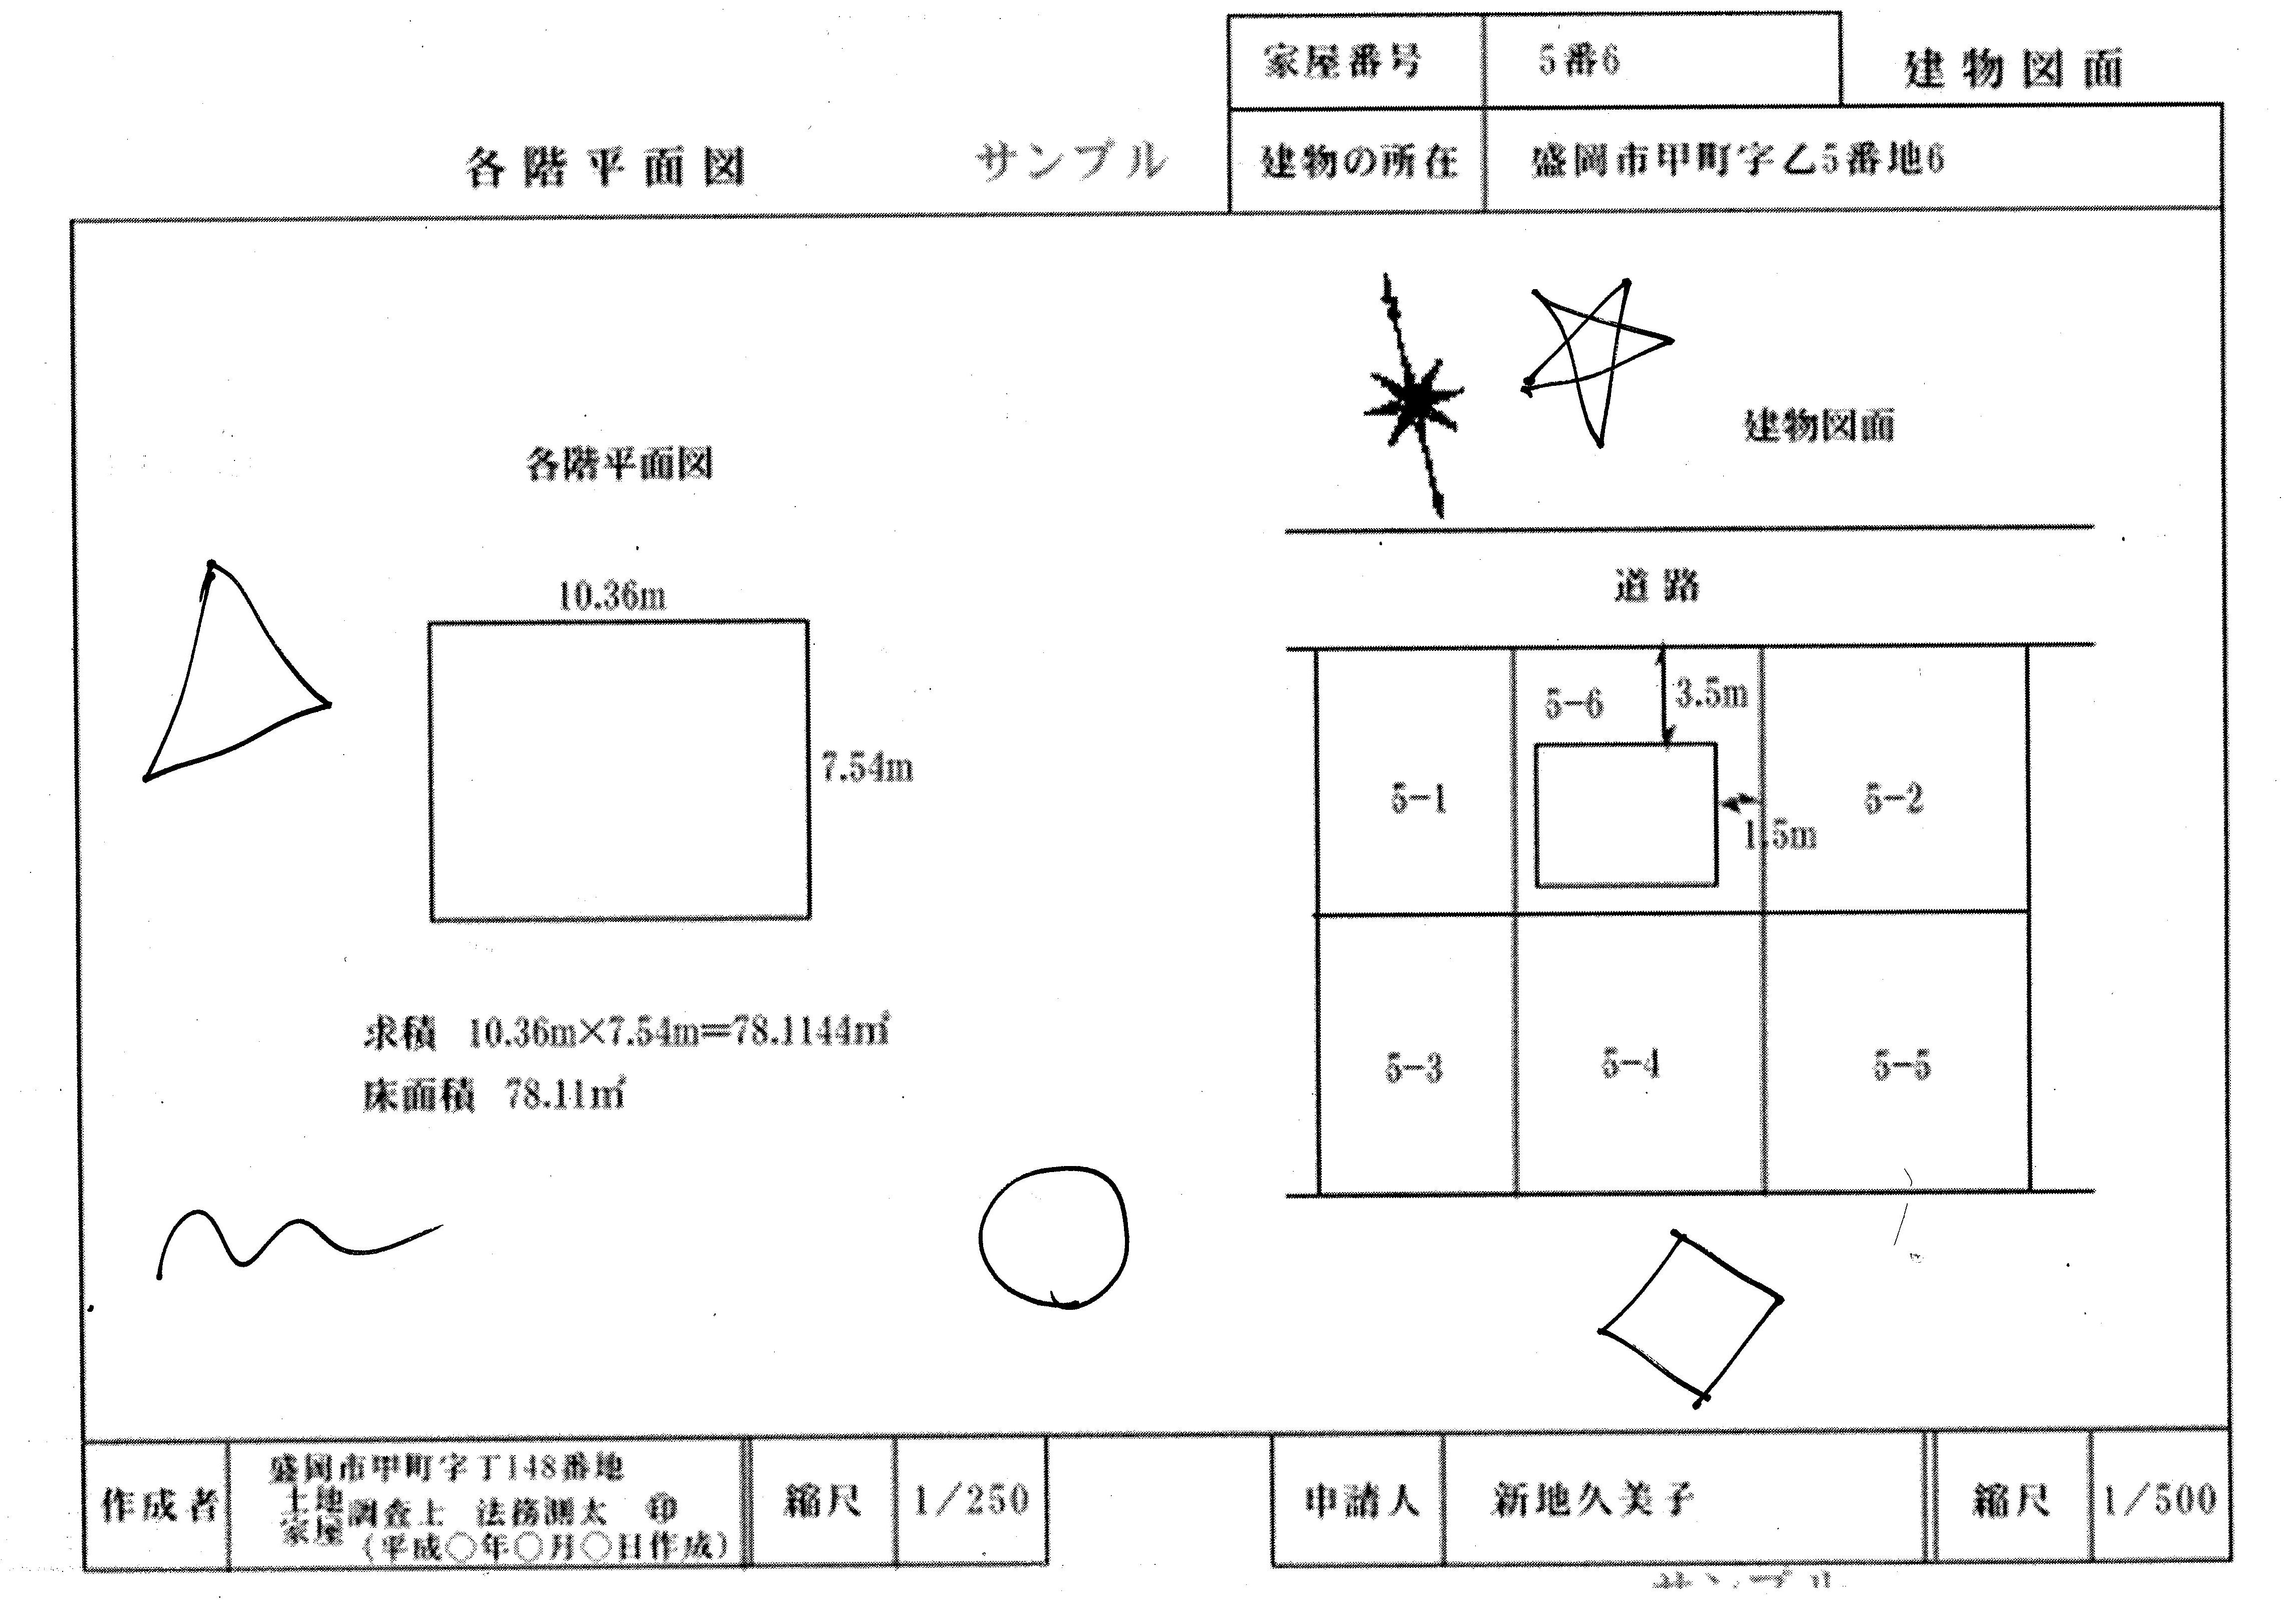 家屋番号 5番6 建物図面
各階平面図 サンプル 建物の所在 盛岡市甲町字乙5番地6
各階平面図
10.36m
7.54m
求積 10.36m×7.54m=78.1144㎡
床面積 78.11㎡
建物図面
道路
5-6 3.5m
5-1 5-2
1.5m
5-3 5-4 5-5
作成者
盛岡市甲町字丁148番地
土地家屋調査士 法務測太 ㊞
(平成○年○月○日作成)
縮尺 1/250
申請人 新地久美子 縮尺 1/500
サンプル